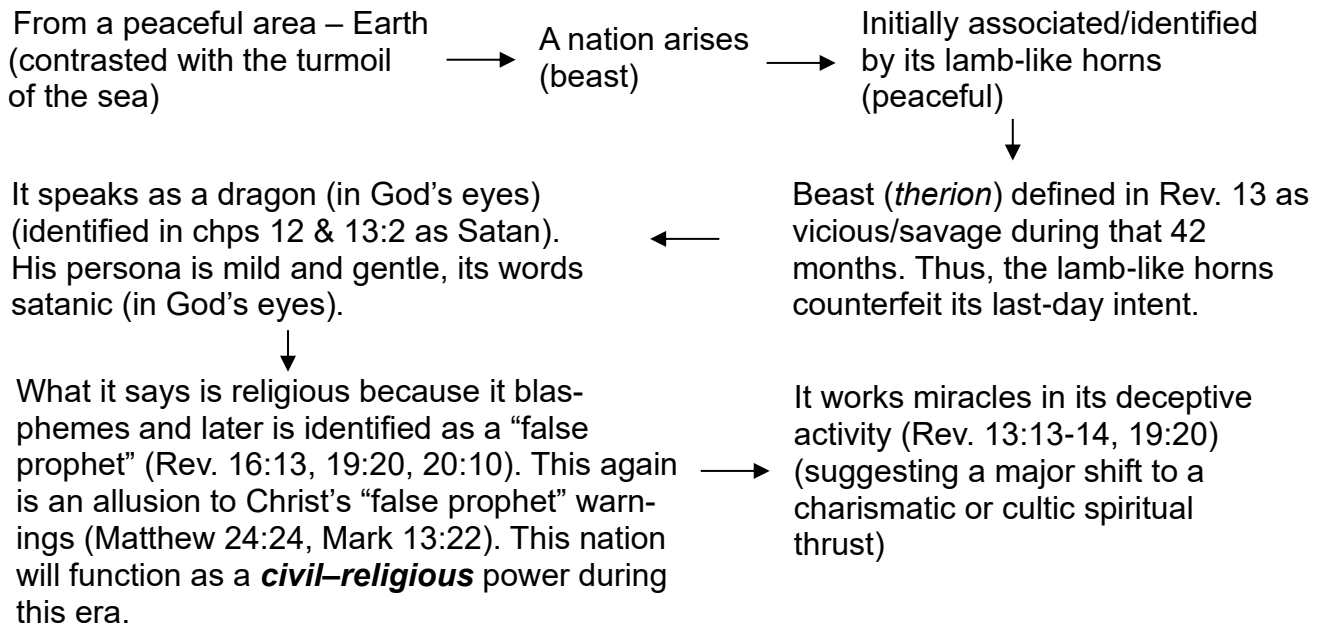 From a peaceful area – Earth
(contrasted with the turmoil
of the sea)
A nation arises
(beast)
Initially associated/identified
by its lamb-like horns
(peaceful)
Beast (therion) defined in Rev. 13 as
vicious/savage during that 42
months. Thus, the lamb-like horns
counterfeit its last-day intent.
It speaks as a dragon (in God’s eyes)
(identified in chps 12 & 13:2 as Satan).
His persona is mild and gentle, its words
satanic (in God’s eyes).
What it says is religious because it blas-
phemes and later is identified as a “false
prophet” (Rev. 16:13, 19:20, 20:10). This again
is an allusion to Christ’s “false prophet” warn-
ings (Matthew 24:24, Mark 13:22). This nation
will function as a civil–religious power during
this era.
It works miracles in its deceptive
activity (Rev. 13:13-14, 19:20)
(suggesting a major shift to a
charismatic or cultic spiritual
thrust)